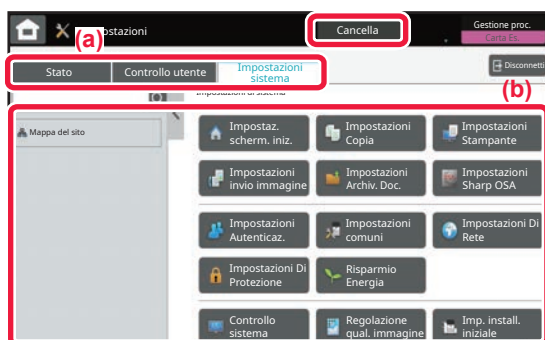 Impostazioni
Cancella
Gestione proc.
Carta Es.
(a)
Stato
Controllo utente
Impostazioni
sistema
Disconnetti
(b)
Impostazioni di sistema
Mappa del sito
Impostaz.
scherm. iniz.
Impostazioni
Copia
Impostazioni
Stampante
Impostazioni
invio immagine
Impostazioni
Archiv. Doc.
Impostazioni
Sharp OSA
Impostazioni
Autenticaz.
Impostazioni
comuni
Impostazioni Di
Rete
Impostazioni Di
Protezione
Risparmio
Energia
Controllo
sistema
Regolazione
qual. immagine
Imp. install.
iniziale